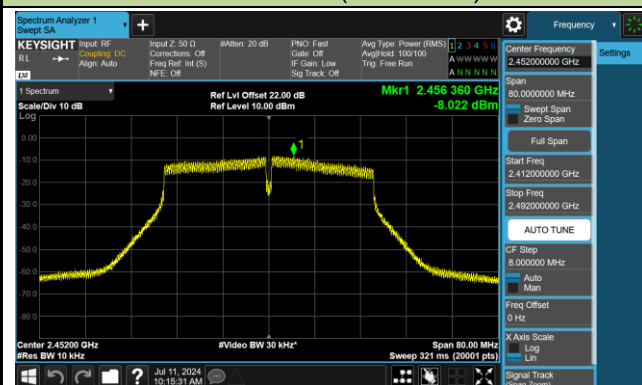 Spectrum Analyzer 1
Swept SA
Frequency
KEYSIGHT
RL
LXI
Input: RF
Coupling: DC
Align: Auto
Input Z: 50 Ω
Corrections: Off
Freq Ref: Int (S)
NFE: Off
#Atten: 20 dB
PNO: Fast
Gate: Off
IF Gain: Low
Sig Track: Off
Avg Type: Power (RMS)
Avg|Hold: 100/100
Trig: Free Run
1 2 3 4 5 6
A W W W W W
A N N N N N
Center Frequency
2.452000000 GHz
Settings
Span
80.0000000 MHz
Swept Span
Zero Span
Full Span
Start Freq
2.412000000 GHz
Stop Freq
2.492000000 GHz
AUTO TUNE
CF Step
8.000000 MHz
Auto
Man
Freq Offset
0 Hz
X Axis Scale
Log
Lin
Signal Track
(Span Zoom)
1 Spectrum
Scale/Div 10 dB
Log
Ref Lvl Offset 22.00 dB
Ref Level 10.00 dBm
Mkr1 2.456 360 GHz
-8.022 dBm
1
0.00
-10.0
-20.0
-30.0
-40.0
-50.0
-60.0
-70.0
-80.0
Center 2.45200 GHz
#Res BW 10 kHz
#Video BW 30 kHz*
Span 80.00 MHz
Sweep 321 ms (20001 pts)
?
Jul 11, 2024
10:15:31 AM